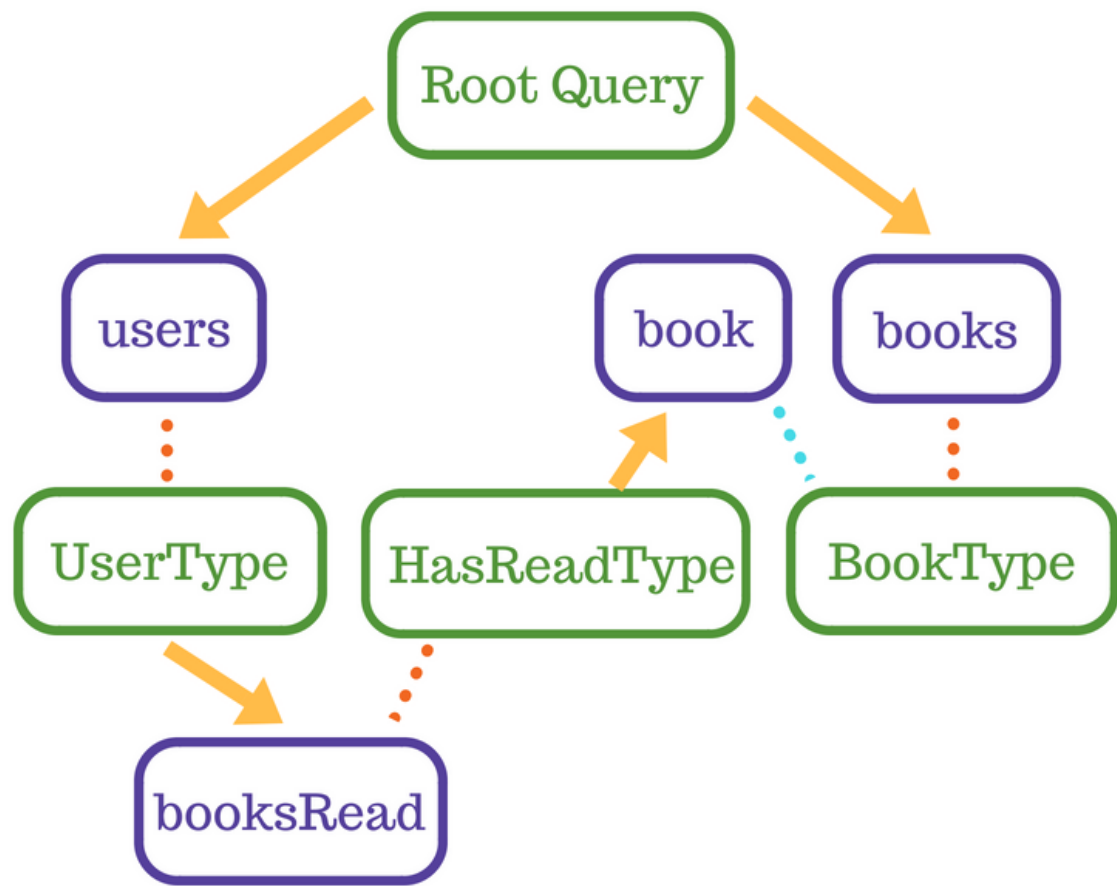 Root Query
users
book
books
UserType
HasReadType
BookType
booksRead